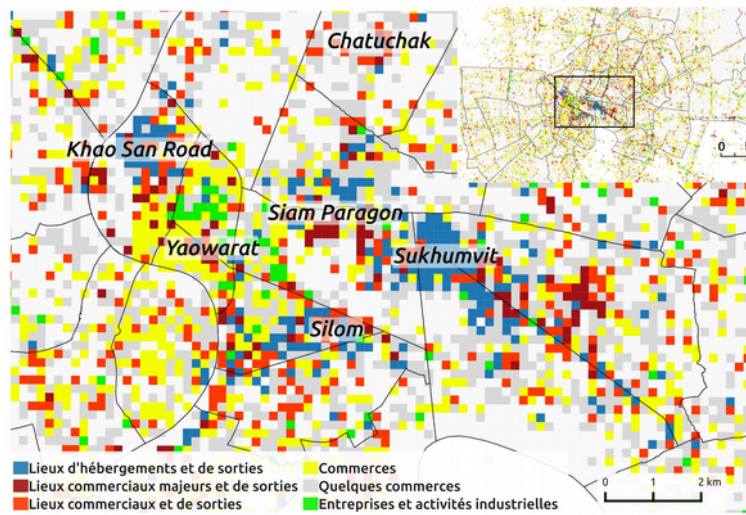 Chatuchak
Khao San Road
Siam Paragon
Yaowarat
Sukhumvit
Silom
0
Lieux d'hébergements et de sorties
Lieux commerciaux majeurs et de sorties
Lieux commerciaux et de sorties
Commerces
Quelques commerces
Entreprises et activités industrielles
0 1 2 km